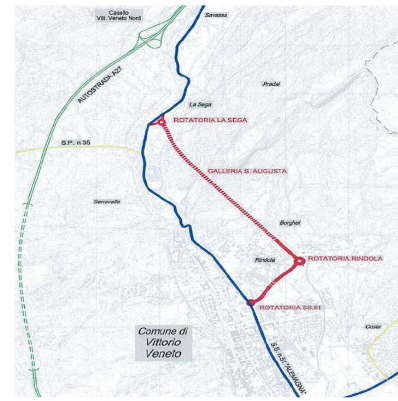 Casello
Vitt. Veneto Nord
Savassa
AUTOSTRADA A27
Pradal
La Sega
ROTATORIA LA SEGA
S.P. n.35
GALLERIA S. AUGUSTA
Serravalle
Borghel
Rindola
ROTATORIA RINDOLA
ROTATORIA SS.51
Comune di
Vittorio
Veneto
S.S. n.51 "ALEMAGNA"
Costa